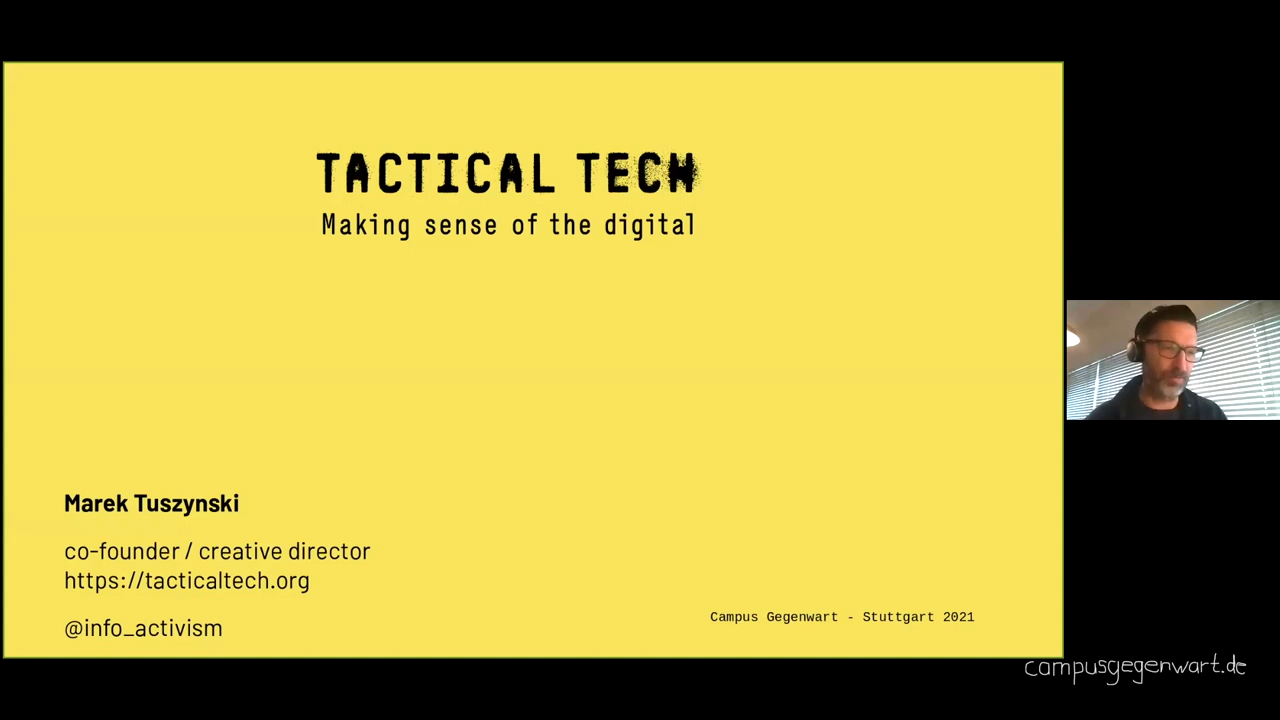 TACTICAL TECH
Making sense of the digital
Marek Tuszynski
co-founder / creative director
https://tacticaltech.org
@info_activism
Campus Gegenwart - Stuttgart 2021
campusgegenwart.de